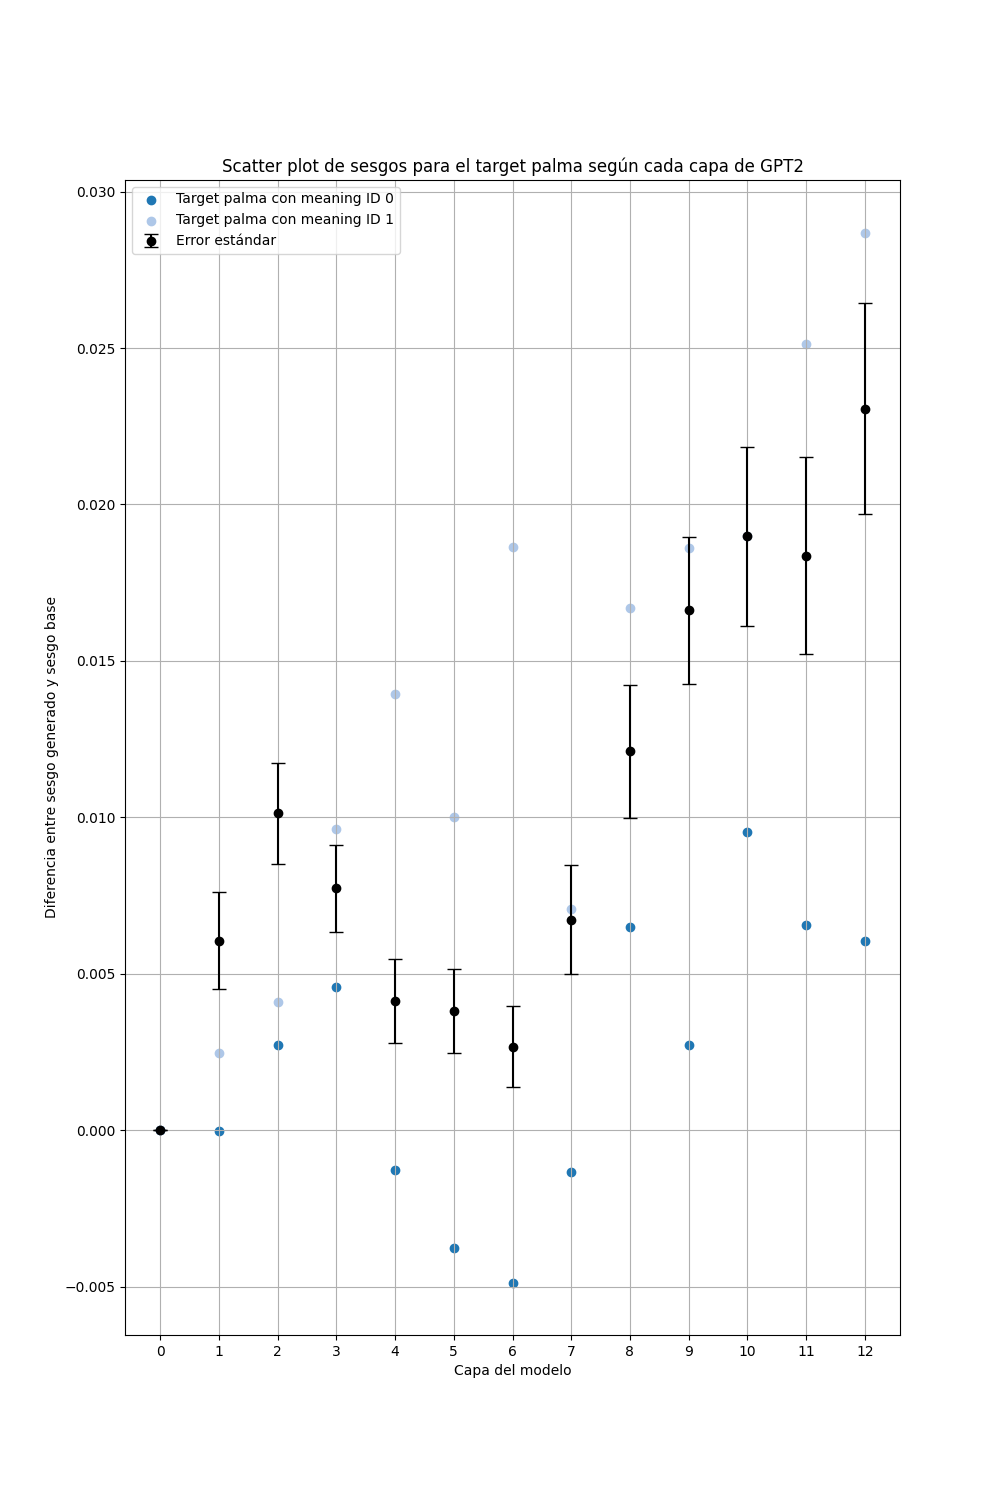 Scatter plot de sesgos para el target palma según cada capa de GPT2
Target palma con meaning ID 0
Target palma con meaning ID 1
Error estándar
0.030
0.025
0.020
0.015
0.010
0.005
0.000
−0.005
Diferencia entre sesgo generado y sesgo base
0 1 2 3 4 5 6 7 8 9 10 11 12
Capa del modelo